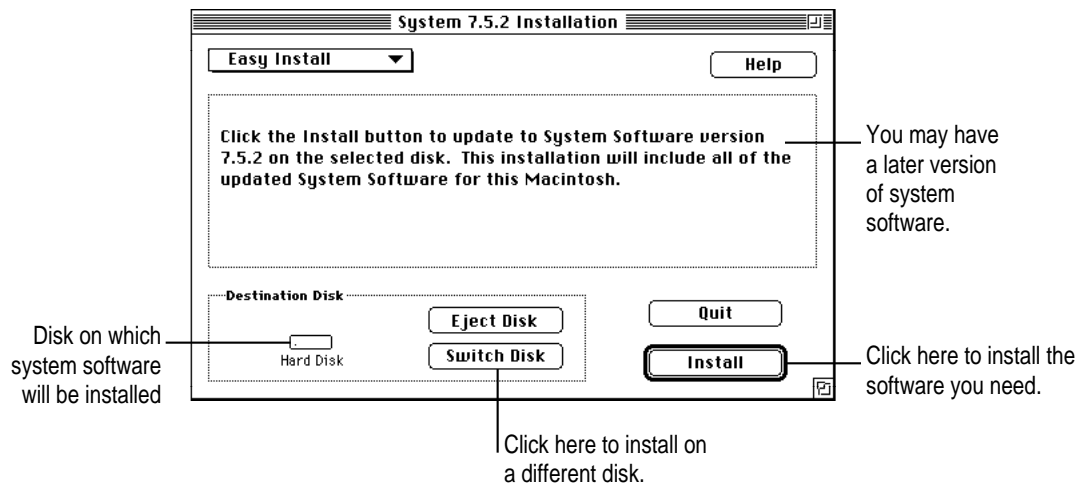 System 7.5.2 Installation
Easy Install
Help
Click the Install button to update to System Software version
7.5.2 on the selected disk. This installation will include all of the
updated System Software for this Macintosh.
You may have
a later version
of system
software.
Destination Disk
Eject Disk
Quit
Disk on which
system software
will be installed
Hard Disk
Switch Disk
Install
Click here to install the
software you need.
Click here to install on
a different disk.